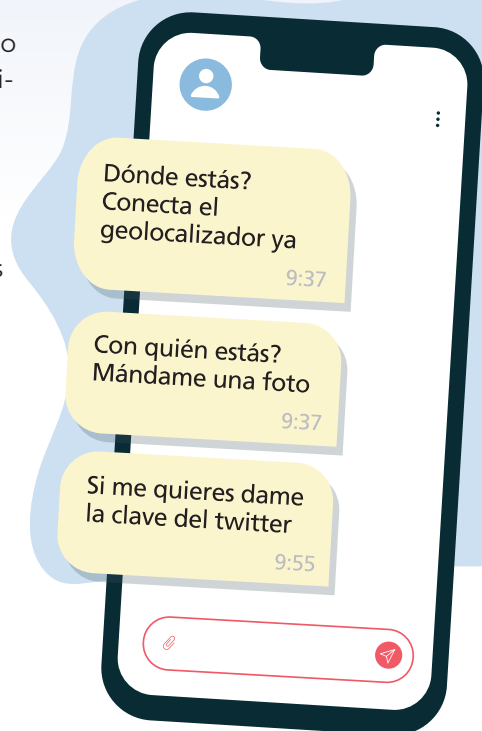 o
i-
s
Dónde estás?
Conecta el
geolocalizador ya
9:37
Con quién estás?
Mándame una foto
9:37
Si me quieres dame
la clave del twitter
9:55